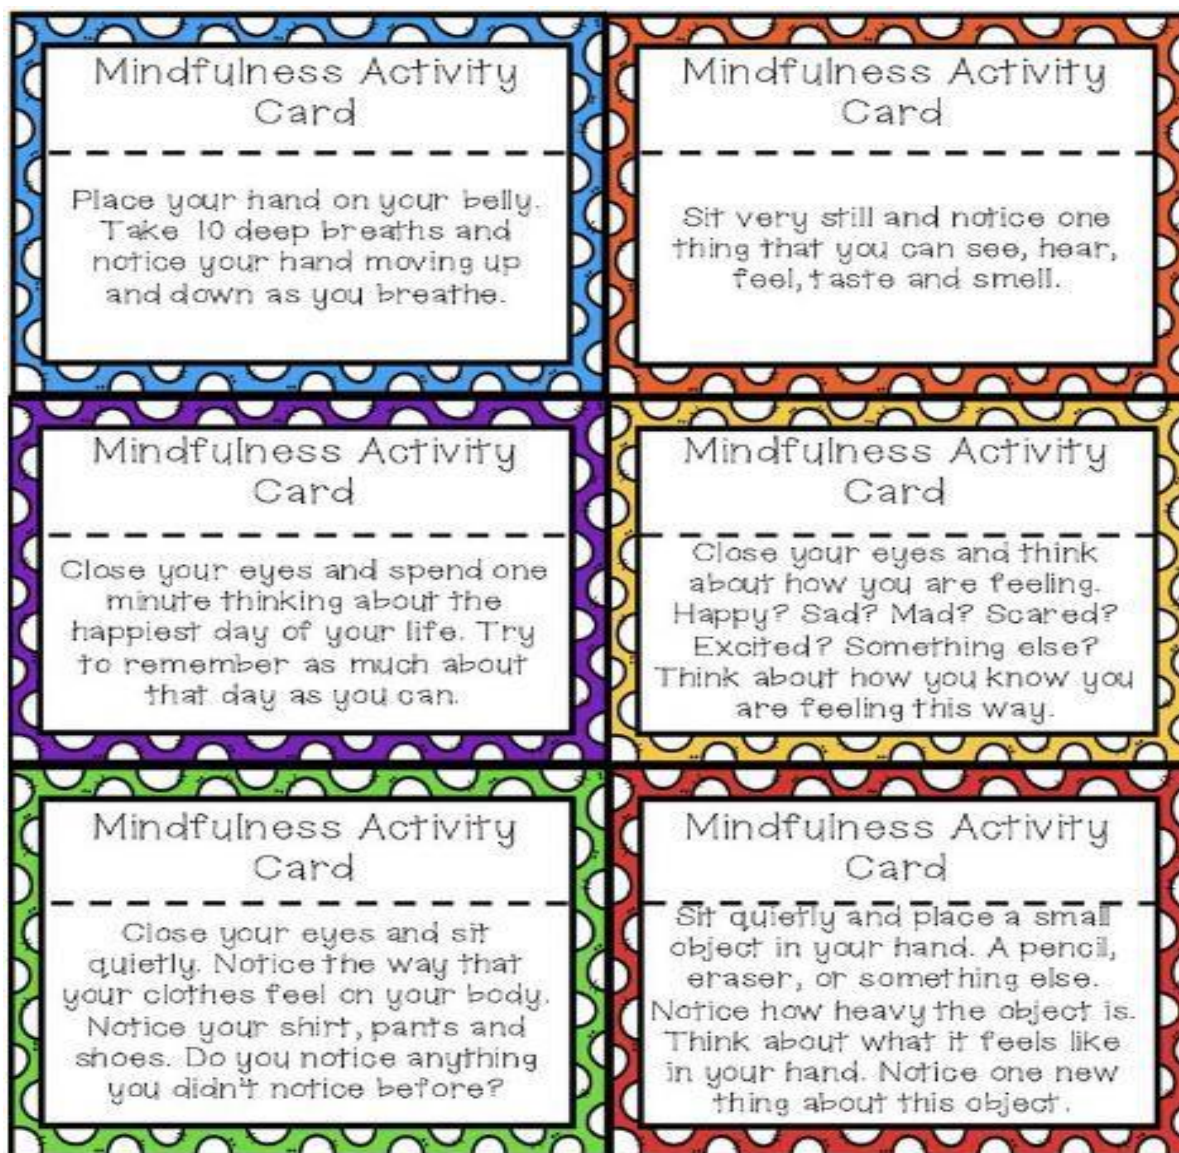 Mindfulness Activity
Card
Place your hand on your belly.
Take 10 deep breaths and
notice your hand moving up
and down as you breathe.
Mindfulness Activity
Card
Sit very still and notice one
thing that you can see, hear,
feel, taste and smell.
Mindfulness Activity
Card
Close your eyes and spend one
minute thinking about the
happiest day of your life. Try
to remember as much about
that day as you can.
Mindfulness Activity
Card
Close your eyes and think
about how you are feeling.
Happy? Sad? Mad? Scared?
Excited? Something else?
Think about how you know you
are feeling this way.
Mindfulness Activity
Card
Close your eyes and sit
quietly. Notice the way that
your clothes feel on your body.
Notice your shirt, pants and
shoes. Do you notice anything
you didn't notice before?
Mindfulness Activity
Card
Sit quietly and place a small
object in your hand. A pencil,
eraser, or something else.
Notice how heavy the object is.
Think about what it feels like
in your hand. Notice one new
thing about this object.